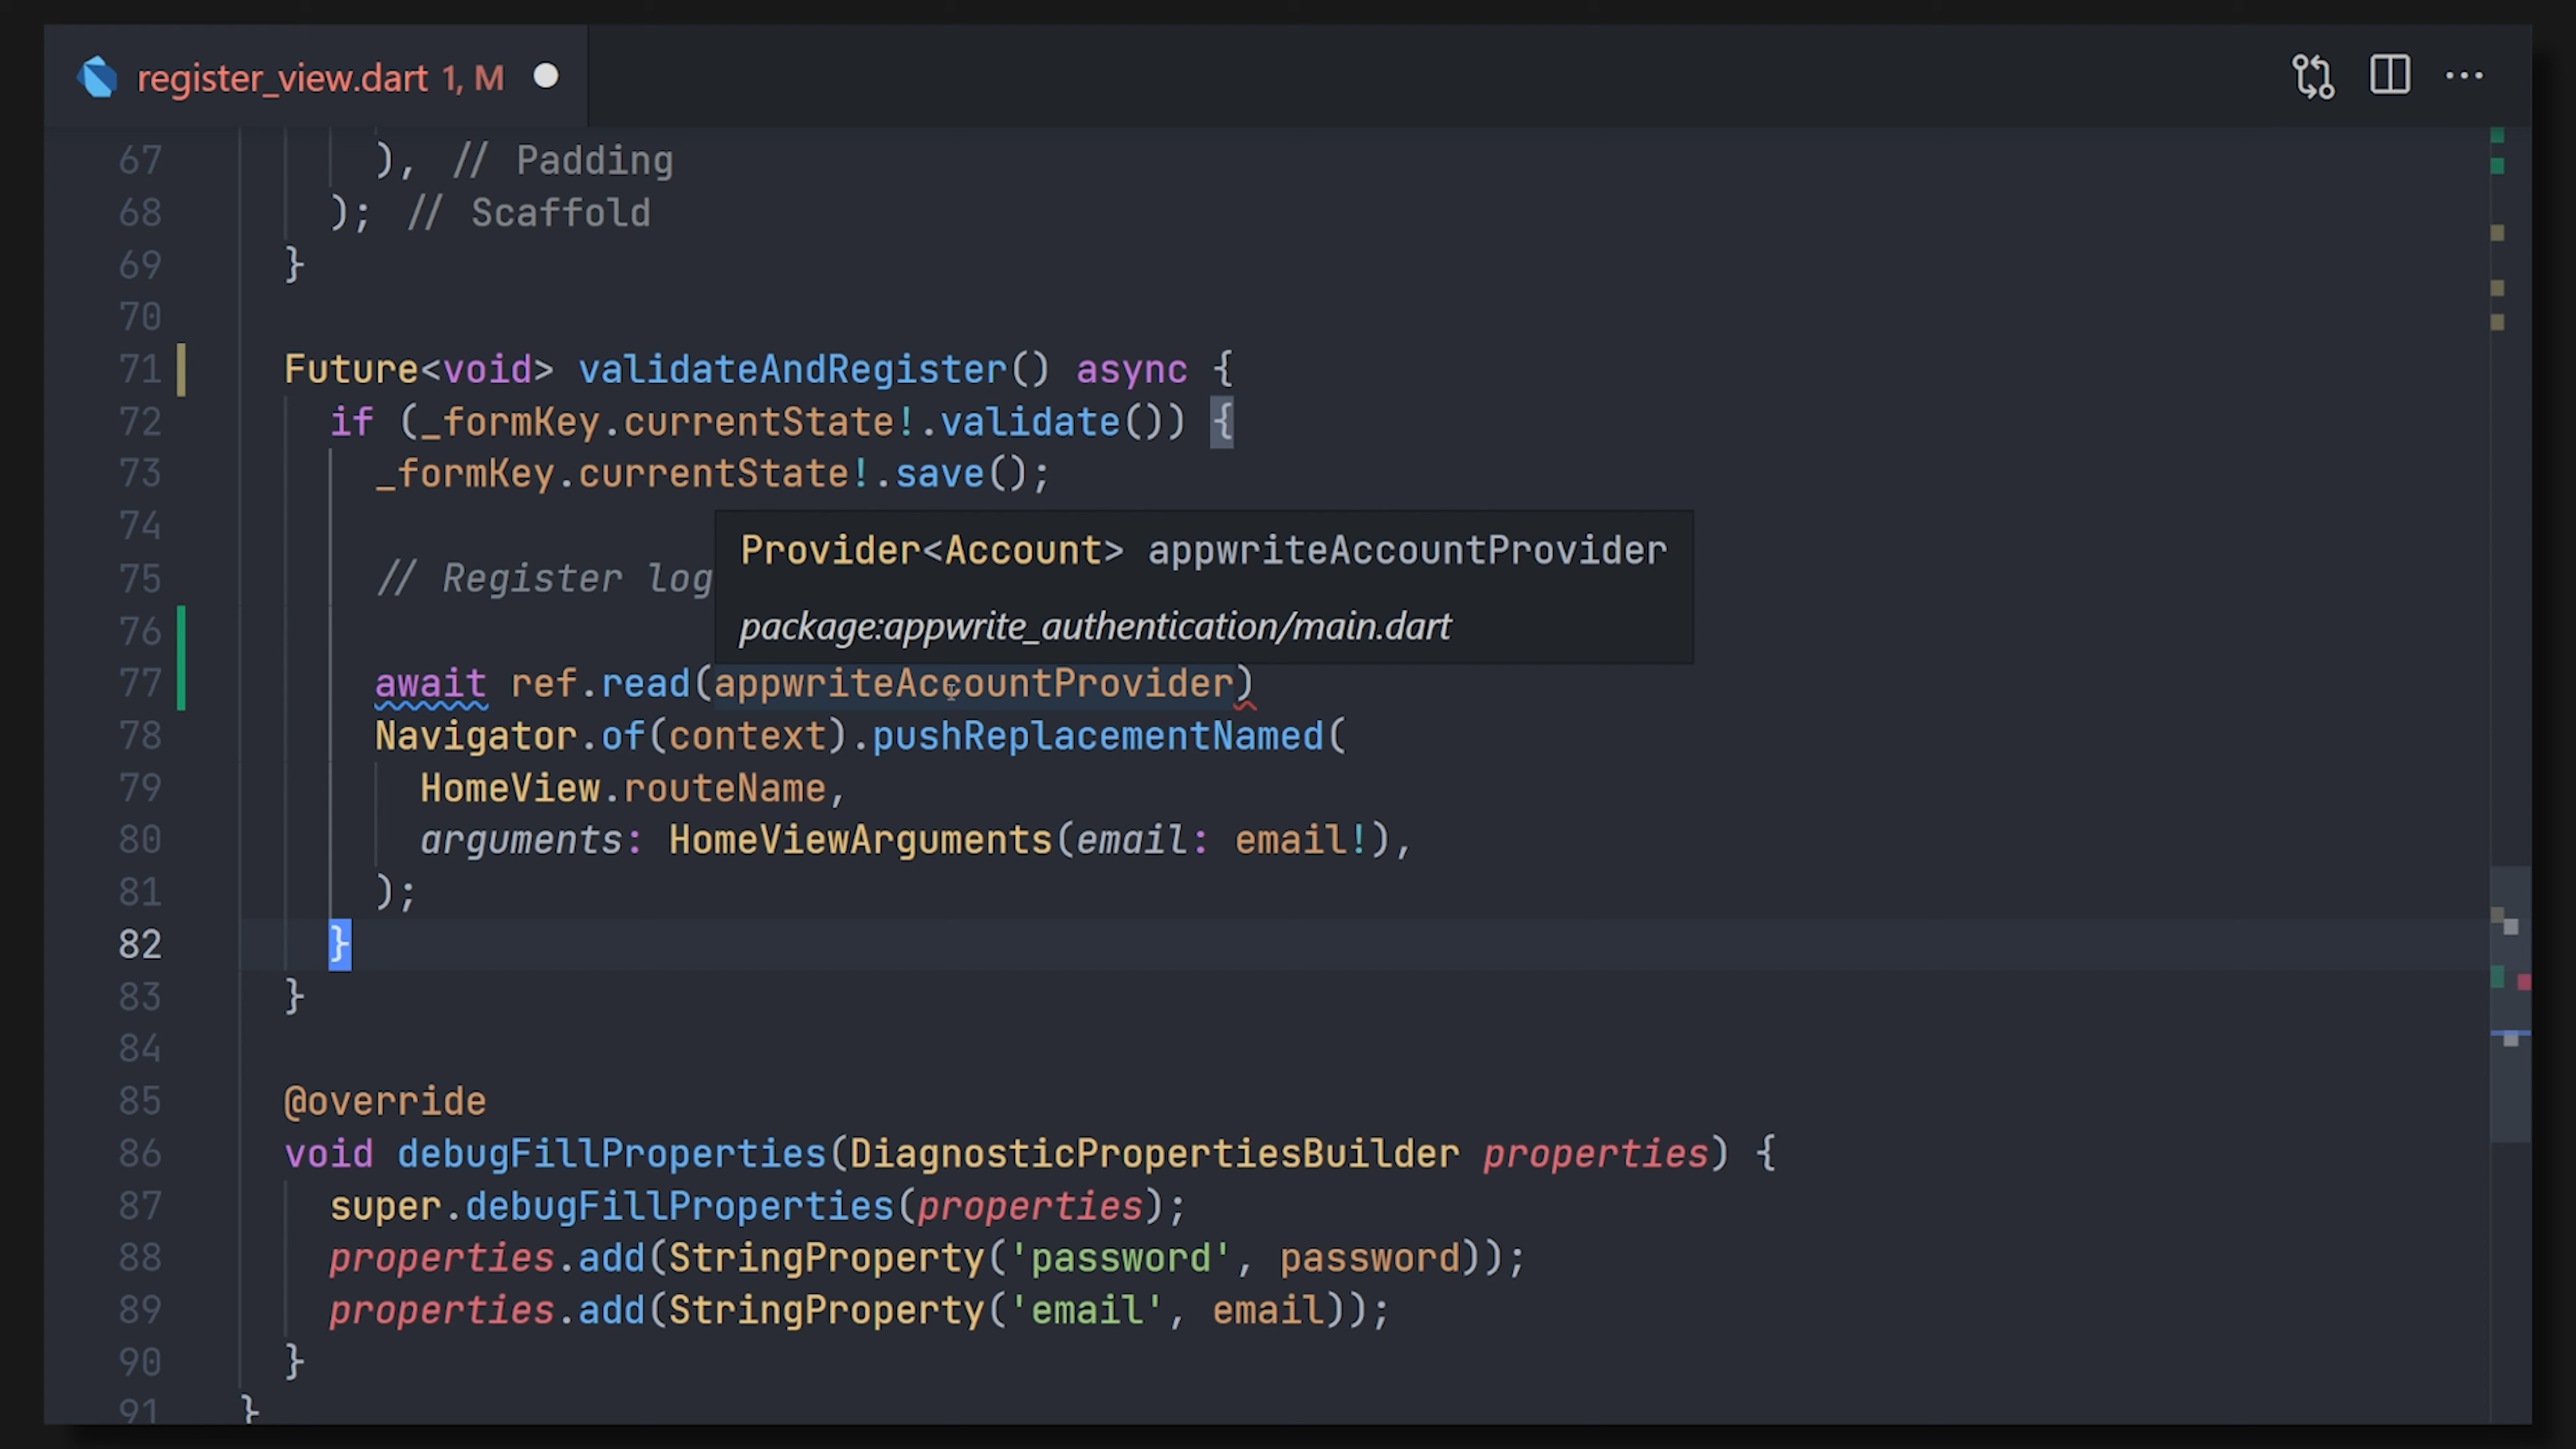 register_view.dart 1, M
67 ), // Padding
68 ); // Scaffold
69 }
70
71 Future<void> validateAndRegister() async {
72 if (_formKey.currentState!.validate()) {
73 _formKey.currentState!.save();
74
Provider<Account> appwriteAccountProvider
75 // Register log
package:appwrite_authentication/main.dart
76
77 await ref.read(appwriteAccountProvider)
78 Navigator.of(context).pushReplacementNamed(
79 HomeView.routeName,
80 arguments: HomeViewArguments(email: email!),
81 );
82 }
83 }
84
85 @override
86 void debugFillProperties(DiagnosticPropertiesBuilder properties) {
87 super.debugFillProperties(properties);
88 properties.add(StringProperty('password', password));
89 properties.add(StringProperty('email', email));
90 }
91 }